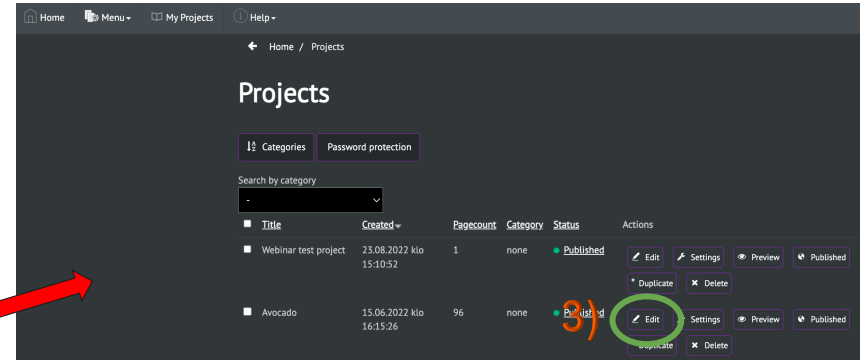 Home Menu My Projects Help
Home / Projects
Projects
Categories Password protection
Search by category
-
Title Created Pagecount Category Status Actions
Webinar test project 23.08.2022 klo 15:10:52 1 none Published Edit Settings Preview Published
* Duplicate Delete
Avocado 15.06.2022 klo 16:15:26 96 none Published 3) Edit Settings Preview Published
Duplicate Delete